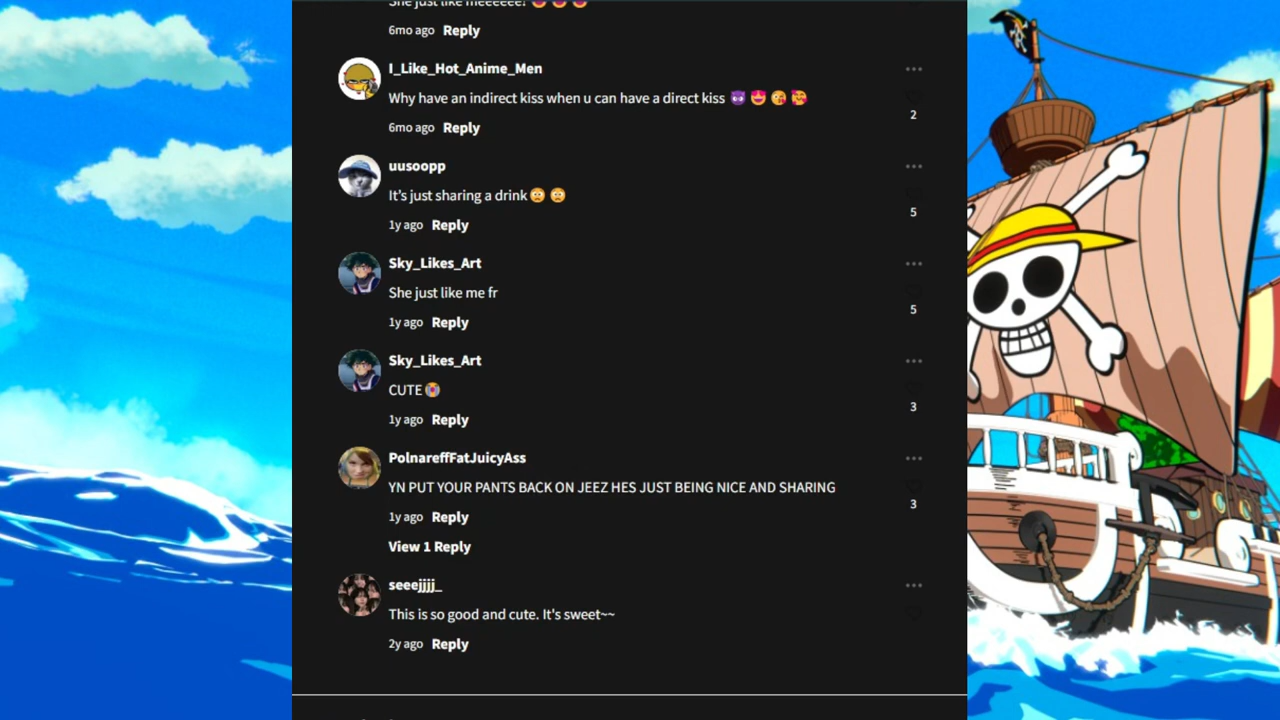 She just like meeeeee! 😍 😍 😍
6mo ago Reply
I_Like_Hot_Anime_Men
Why have an indirect kiss when u can have a direct kiss 😈 😍 😘 🥰
2
6mo ago Reply
uusoopp
It's just sharing a drink😳 😳
5
1y ago Reply
Sky_Likes_Art
She just like me fr
5
1y ago Reply
Sky_Likes_Art
CUTE😭
3
1y ago Reply
PolnareffFatJuicyAss
YN PUT YOUR PANTS BACK ON JEEZ HES JUST BEING NICE AND SHARING
3
1y ago Reply
View 1 Reply
seeejjjj_
This is so good and cute. It's sweet~~
2y ago Reply